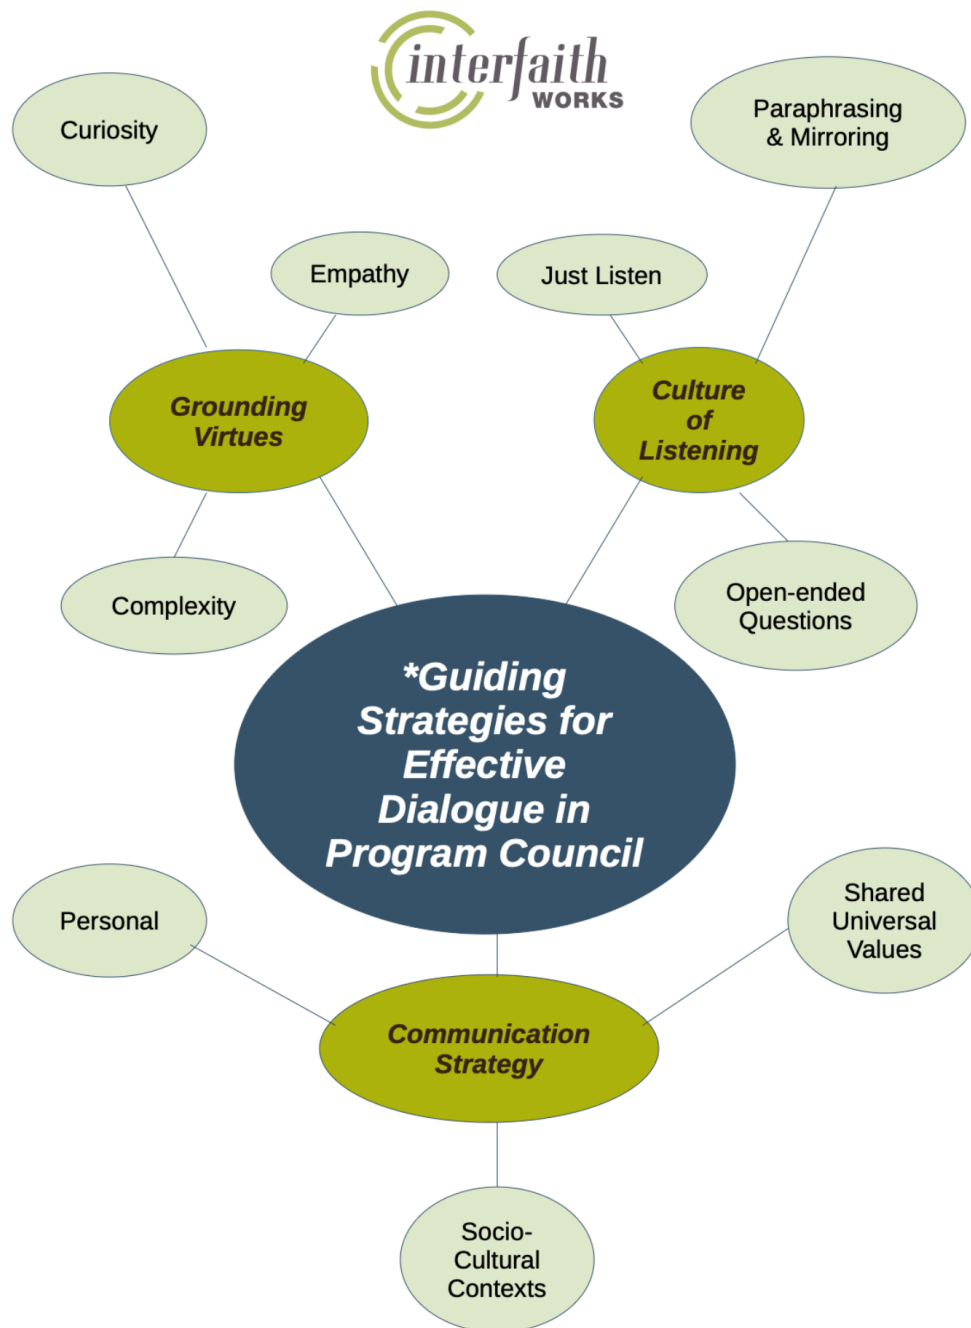 interfaith
WORKS
Curiosity
Paraphrasing
& Mirroring
Empathy
Just Listen
Grounding
Virtues
Culture
of
Listening
Complexity
Open-ended
Questions
*Guiding
Strategies for
Effective
Dialogue in
Program Council
Personal
Shared
Universal
Values
Communication
Strategy
Socio-
Cultural
Contexts